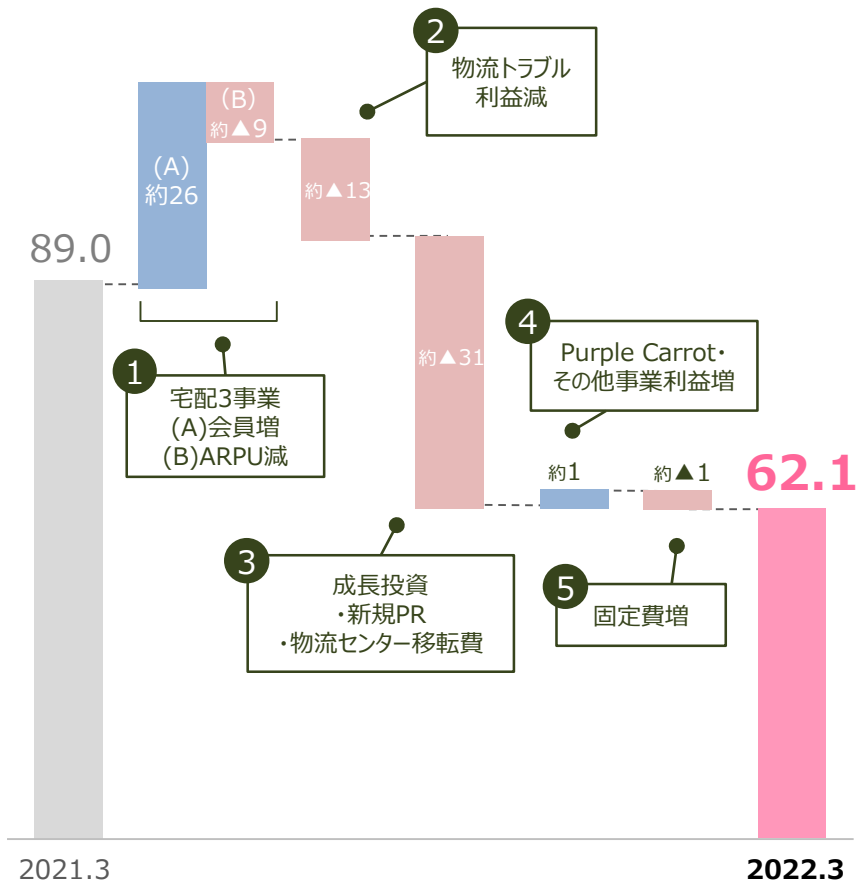 2
物流トラブル
利益減
(B)
約▲9
(A)
約26
約▲13
89.0
約▲31
4
Purple Carrot・
その他事業利益増
1
宅配3事業
(A)会員増
(B)ARPU減
約1
約▲1
62.1
3
成長投資
・新規PR
・物流センター移転費
5
固定費増
2021.3
2022.3